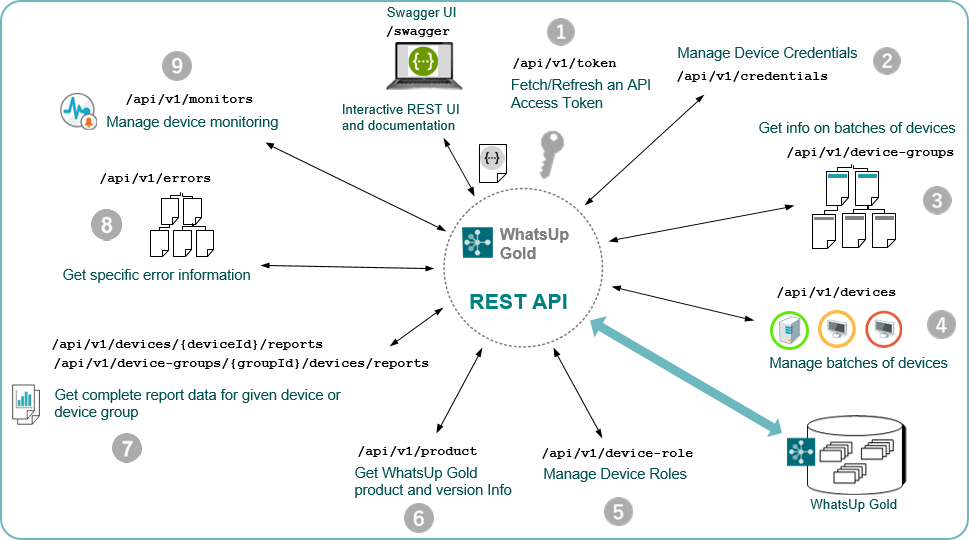 Swagger UI
/swagger
{···}
Interactive REST UI
and documentation
{···}
1
/api/v1/token
Fetch/Refresh an API
Access Token
Manage Device Credentials
2
/api/v1/credentials
Get info on batches of devices
/api/v1/device-groups
3
/api/v1/devices
4
Manage batches of devices
WhatsUp Gold
/api/v1/device-role
Manage Device Roles
5
/api/v1/product
Get WhatsUp Gold
product and version Info
6
/api/v1/devices/{deviceId}/reports
/api/v1/device-groups/{groupId}/devices/reports
Get complete report data for given device or
device group
7
/api/v1/errors
8
Get specific error information
9
/api/v1/monitors
Manage device monitoring
WhatsUp
Gold
REST API